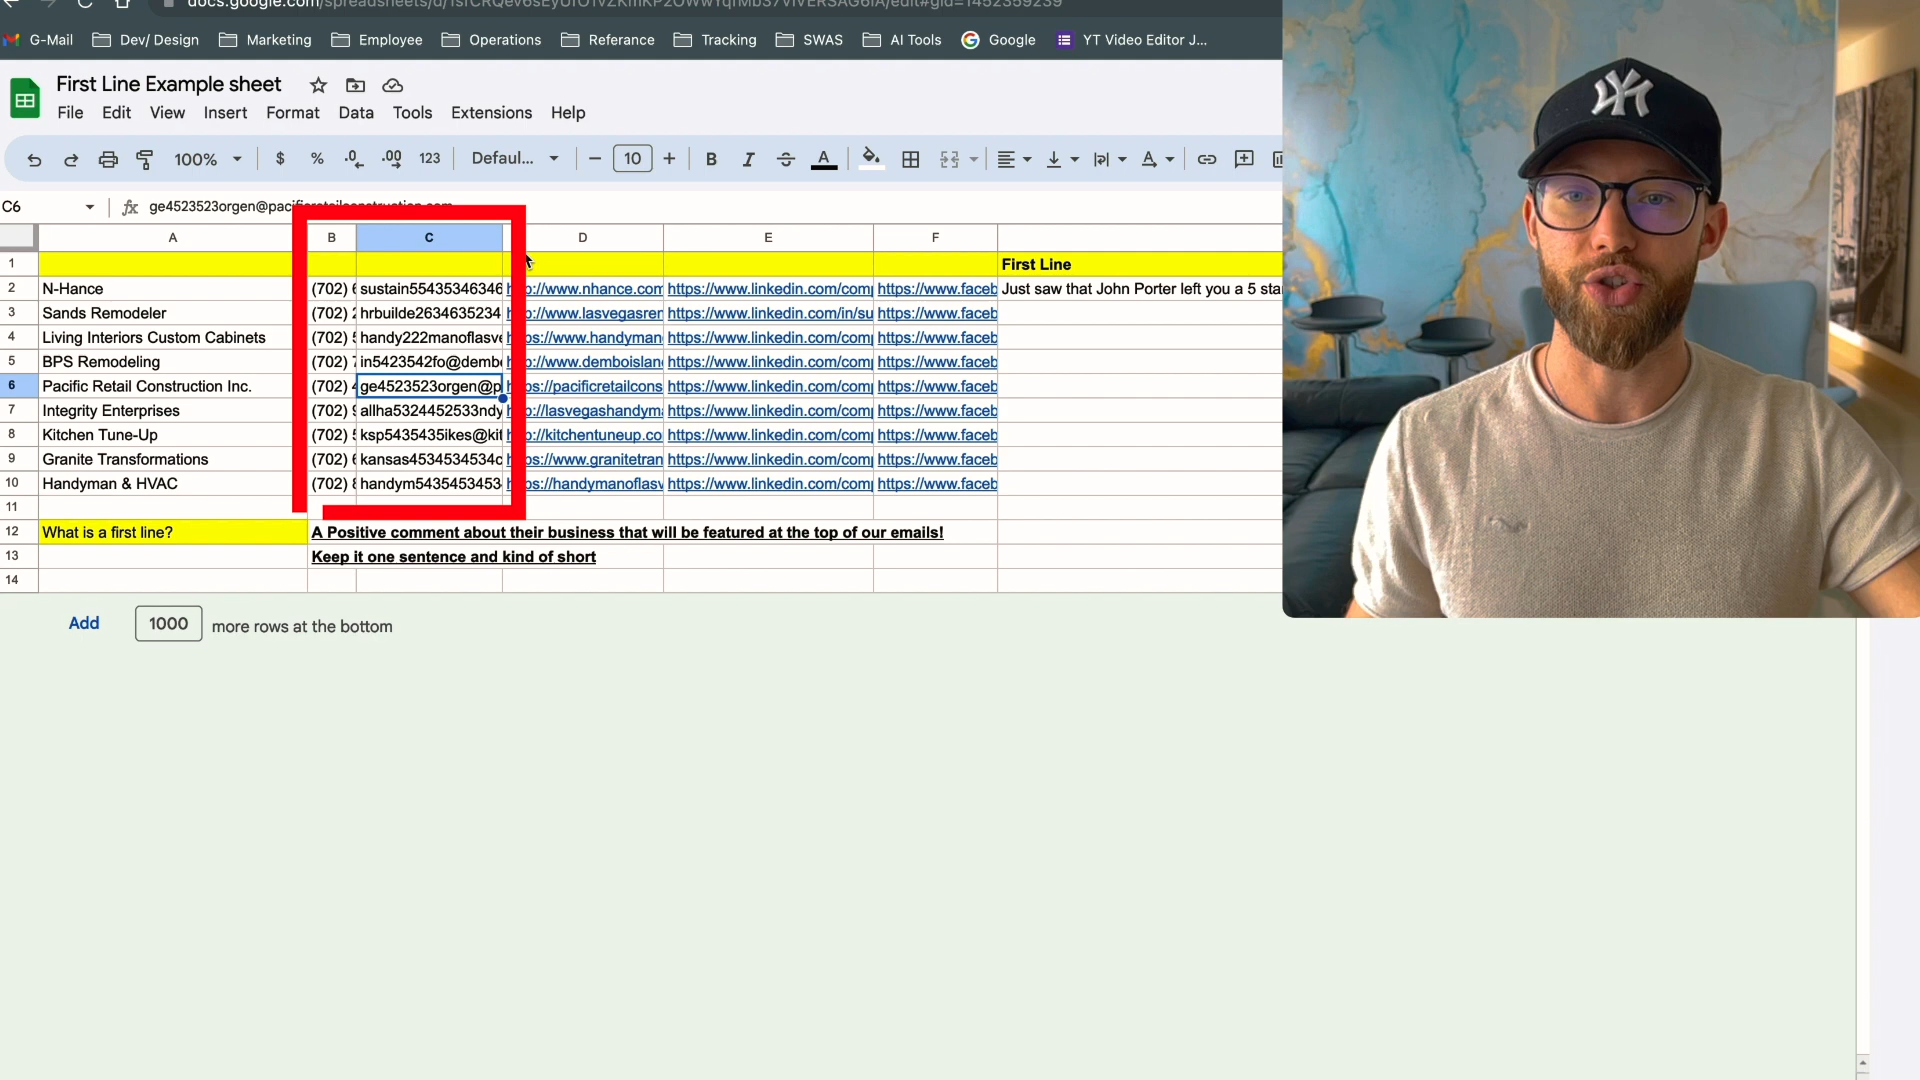 docs.google.com/spreadsheets/d/
G-Mail Dev/ Design Marketing Employee Operations Referance Tracking SWAS AI Tools Google YT Video Editor J...
First Line Example sheet
File Edit View Insert Format Data Tools Extensions Help
100% $ % .0 .00 123 Defaul... 10 B I S A
C6 fx
A B C D E F
1 First Line
2 N-Hance (702) sustain55435346346 www.nhance.com https://www.linkedin.com/com https://www.faceb Just saw that John Porter left you a 5 sta
3 Sands Remodeler (702) hrbuilde2634635234 www.lasvegasrer https://www.linkedin.com/in/su https://www.faceb
4 Living Interiors Custom Cabinets (702) handy222manoflasve www.handyman https://www.linkedin.com/com https://www.faceb
5 BPS Remodeling (702) in5423542fo@dembo www.demboislan https://www.linkedin.com/com https://www.faceb
6 Pacific Retail Construction Inc. (702) ge4523523orgen@p pacificretailcons https://www.linkedin.com/com https://www.faceb
7 Integrity Enterprises (702) allha5324452533ndy lasvegashandym https://www.linkedin.com/com https://www.faceb
8 Kitchen Tune-Up (702) ksp5435435ikes@kit kitchentuneup.co https://www.linkedin.com/com https://www.faceb
9 Granite Transformations (702) kansas4534534534c www.granitetran https://www.linkedin.com/com https://www.faceb
10 Handyman & HVAC (702) handym5435453453 handymanoflasv https://www.linkedin.com/com https://www.faceb
11
12 What is a first line? A Positive comment about their business that will be featured at the top of our emails!
13 Keep it one sentence and kind of short
14
Add 1000 more rows at the bottom